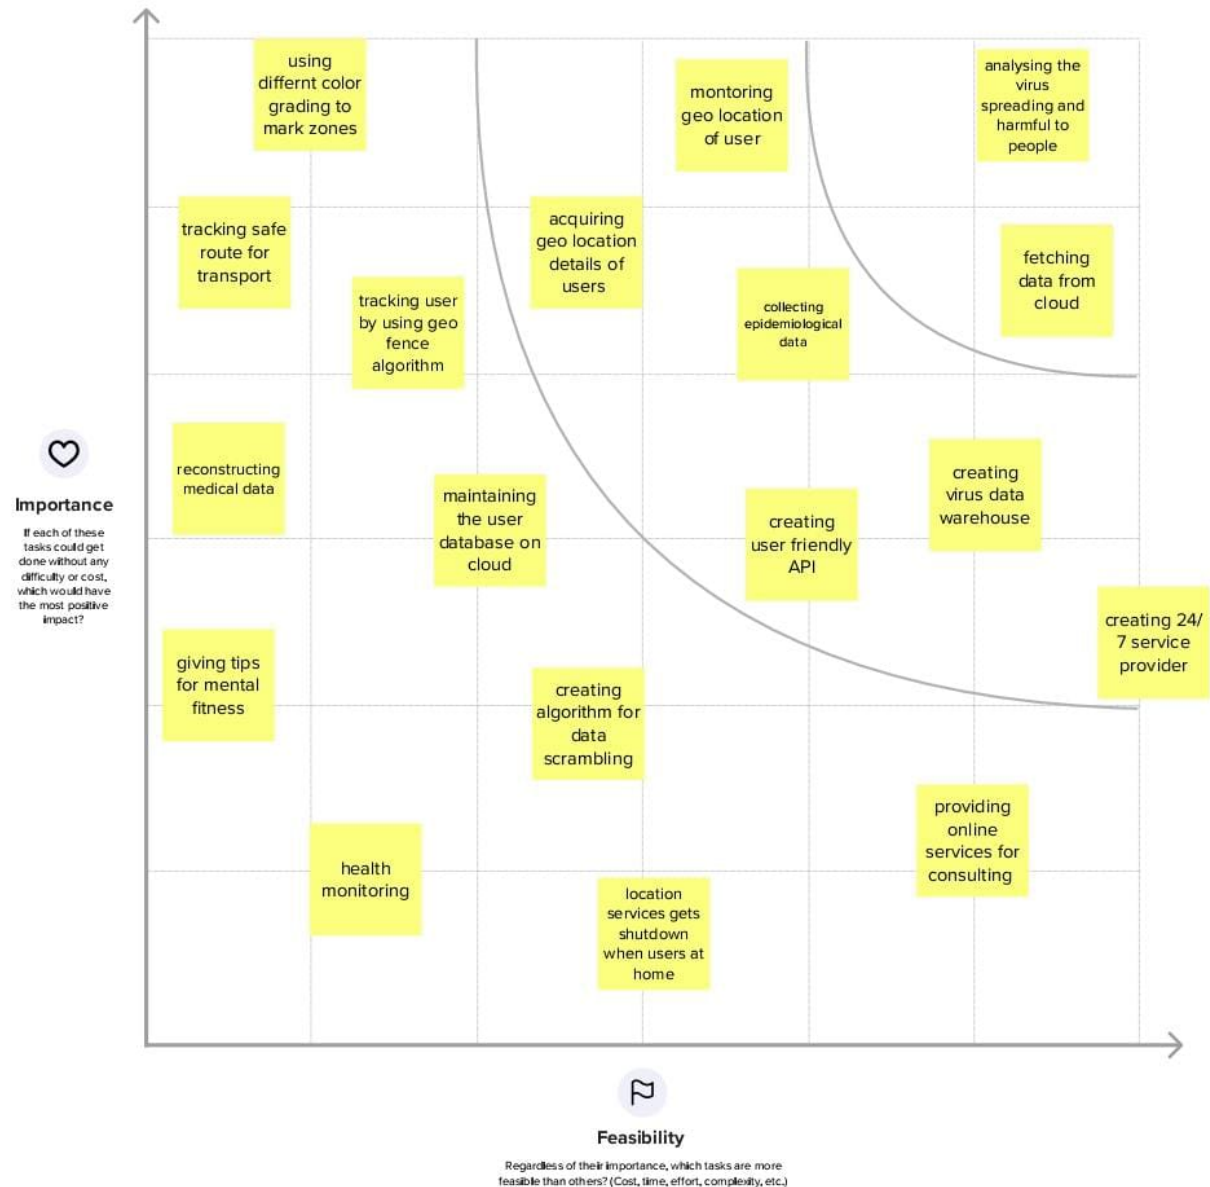 using
differnt color
grading to
mark zones
montoring
geo location
of user
analysing the
virus
spreading and
harmful to
people
tracking safe
route for
transport
acquiring
geo location
details of
users
fetching
data from
cloud
tracking user
by using geo
fence
algorithm
collecting
epidemiological
data
reconstructing
medical data
maintaining
the user
database on
cloud
creating
user friendly
API
creating
virus data
warehouse
Importance
If each of these
tasks could get
done without any
difficulty or cost,
which would have
the most positive
impact?
creating 24/
7 service
provider
giving tips
for mental
fitness
creating
algorithm for
data
scrambling
providing
online
services for
consulting
health
monitoring
location
services gets
shutdown
when users at
home
Feasibility
Regardless of their importance, which tasks are more
feasible than others? (Cost, time, effort, complexity, etc.)